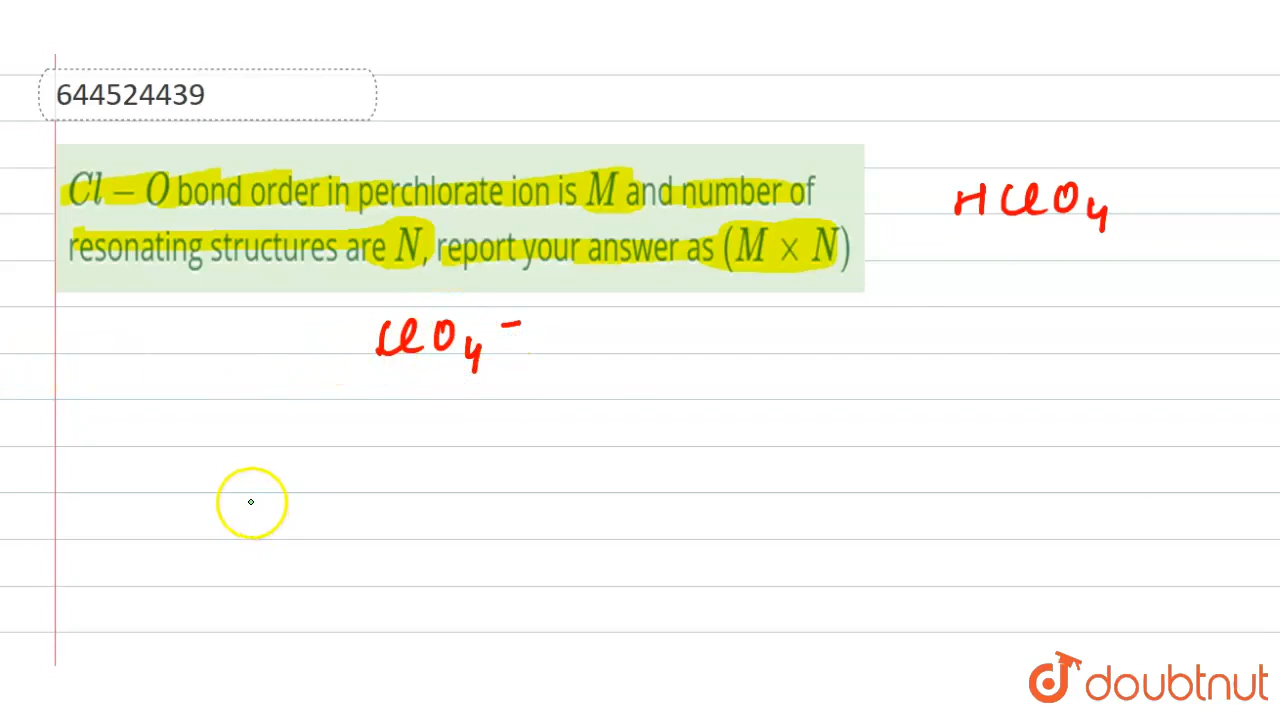 644524439
Cl – O bond order in perchlorate ion is M and number of
resonating structures are N, report your answer as (M × N)
HClO₄
ClO₄⁻
doubtnut